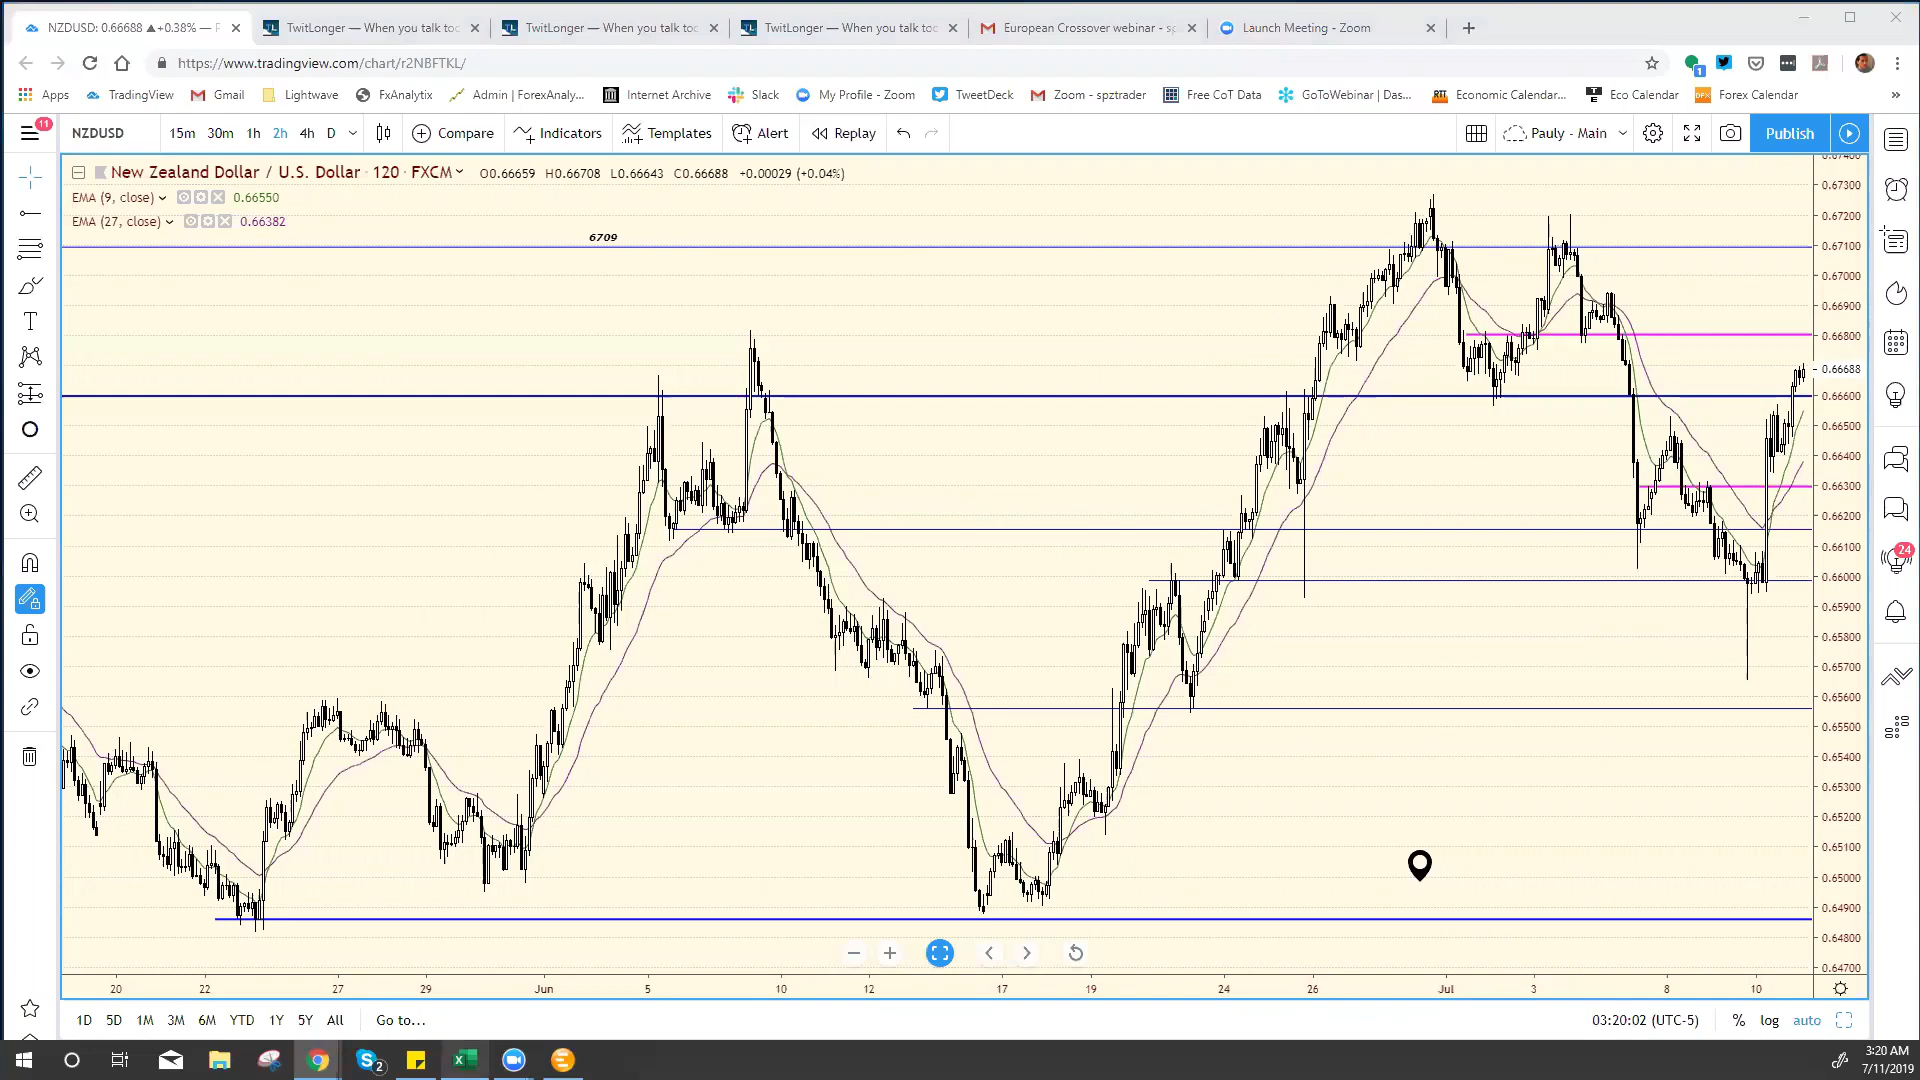 NZDUSD: 0.66688 ▲+0.38% —
TwitLonger — When you talk too
TwitLonger — When you talk too
TwitLonger — When you talk too
European Crossover webinar - sp
Launch Meeting - Zoom
https://www.tradingview.com/chart/r2NBFTKL/
1
Apps
TradingView
Gmail
Lightwave
FxAnalytix
Admin | ForexAnaly...
Internet Archive
Slack
My Profile - Zoom
TweetDeck
Zoom - spztrader
Free CoT Data
GoToWebinar | Das...
Economic Calendar...
Eco Calendar
Forex Calendar
»
11
NZDUSD
15m 30m 1h 2h 4h D
Compare
Indicators
Templates
Alert
Replay
Pauly - Main
Publish
New Zealand Dollar / U.S. Dollar · 120 · FXCM
O0.66659 H0.66708 L0.66643 C0.66688 +0.00029 (+0.04%)
EMA (9, close) 0.66550
EMA (27, close) 0.66382
6709
0.67400
0.67300
0.67200
0.67100
0.67000
0.66900
0.66800
0.66688
0.66600
0.66500
0.66400
0.66300
0.66200
0.66100
0.66000
0.65900
0.65800
0.65700
0.65600
0.65500
0.65400
0.65300
0.65200
0.65100
0.65000
0.64900
0.64800
0.64700
24
20 22 27 29 Jun 5 10 12 17 19 24 26 Jul 3 8 10
1D 5D 1M 3M 6M YTD 1Y 5Y All Go to...
03:20:02 (UTC-5) % log auto
2
3:20 AM
7/11/2019